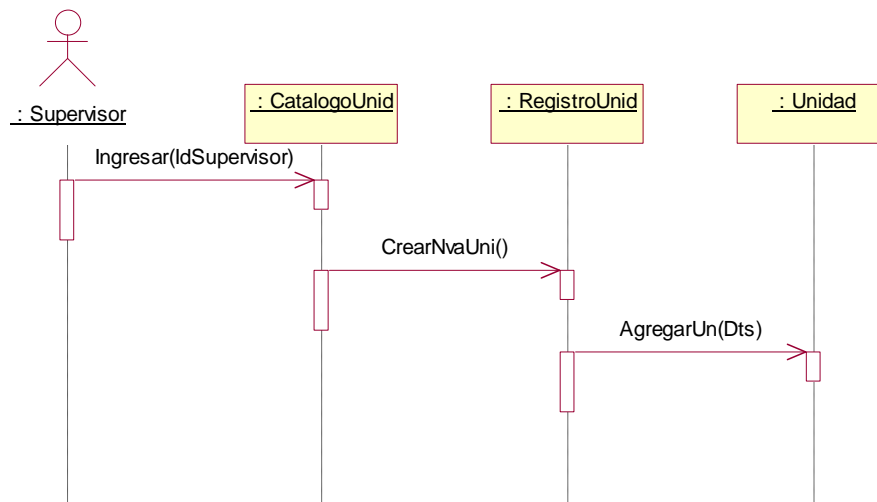 : Supervisor
: CatalogoUnid
: RegistroUnid
: Unidad
Ingresar(IdSupervisor)
CrearNvaUni()
AgregarUn(Dts)